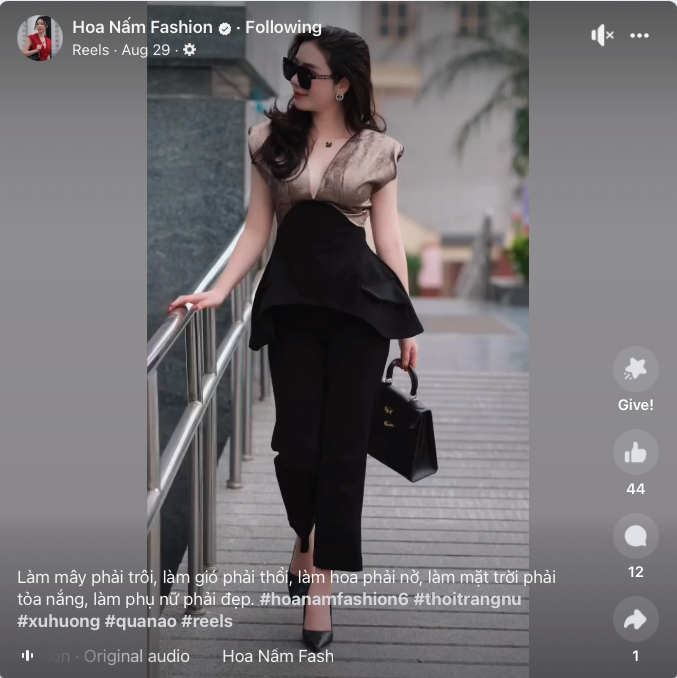 Hoa Nấm Fashion · Following
Reels · Aug 29 ·
Give!
44
12
1
Làm mây phải trôi, làm gió phải thổi, làm hoa phải nở, làm mặt trời phải
tỏa nắng, làm phụ nữ phải đẹp. #hoanamfashion6 #thoitrangnu
#xuhuong #quanao #reels
· Original audio Hoa Nấm Fash